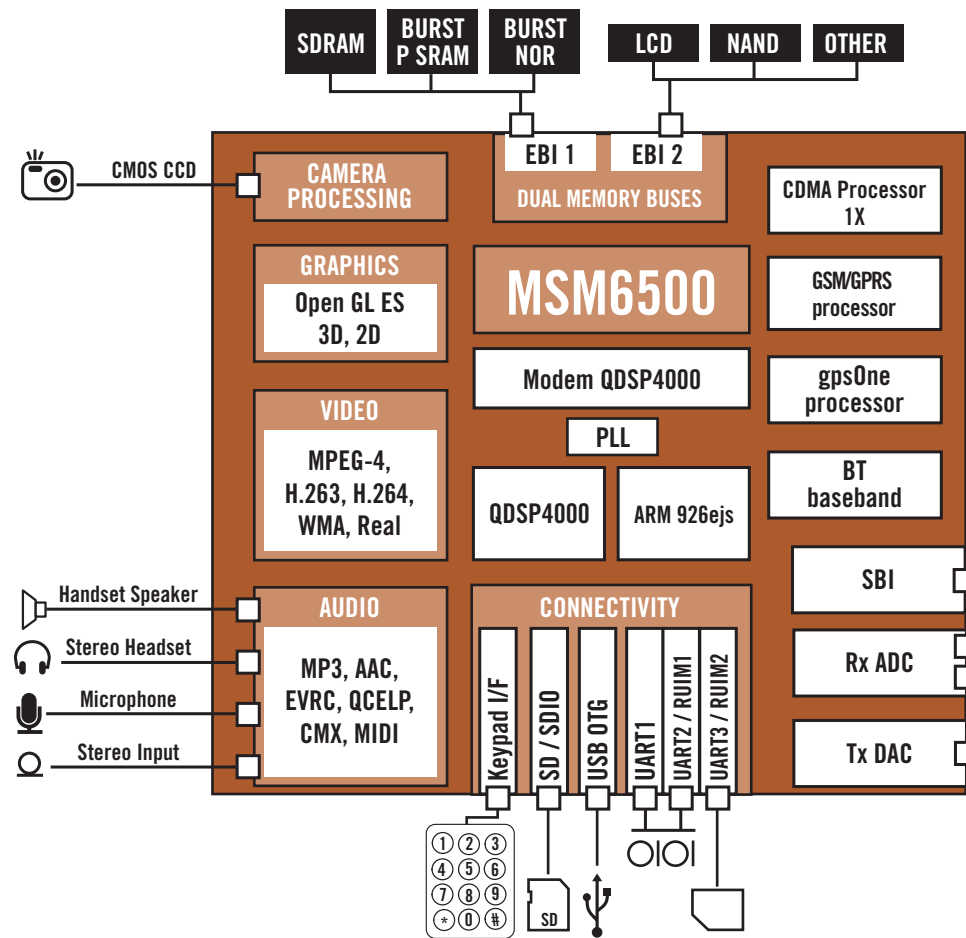 SDRAM
BURST
P SRAM
BURST
NOR
LCD
NAND
OTHER
CMOS CCD
CAMERA
PROCESSING
EBI 1
EBI 2
DUAL MEMORY BUSES
CDMA Processor
1X
GRAPHICS
Open GL ES
3D, 2D
MSM6500
GSM/GPRS
processor
Modem QDSP4000
gpsOne
processor
VIDEO
MPEG-4,
H.263, H.264,
WMA, Real
PLL
QDSP4000
ARM 926ejs
BT
baseband
SBI
Handset Speaker
Stereo Headset
Microphone
Stereo Input
AUDIO
MP3, AAC,
EVRC, QCELP,
CMX, MIDI
CONNECTIVITY
Keypad I/F
SD / SDIO
USB OTG
UART1
UART2 / RUIM1
UART3 / RUIM2
Rx ADC
Tx DAC
1 2 3
4 5 6
7 8 9
* 0 #
SD